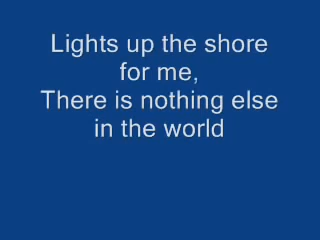 Lights up the shore
for me,
There is nothing else
in the world